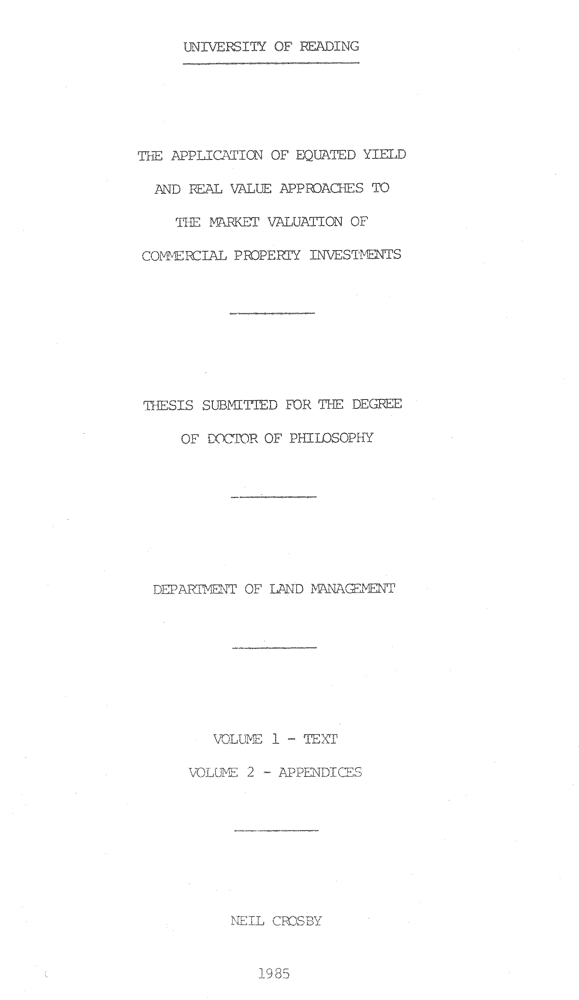 UNIVERSITY OF READING
THE APPLICATION OF EQUATED YIELD
AND REAL VALUE APPROACHES TO
THE MARKET VALUATION OF
COMMERCIAL PROPERTY INVESTMENTS
THESIS SUBMITTED FOR THE DEGREE
OF DOCTOR OF PHILOSOPHY
DEPARTMENT OF LAND MANAGEMENT
VOLUME 1 - TEXT
VOLUME 2 - APPENDICES
NEIL CROSBY
1985